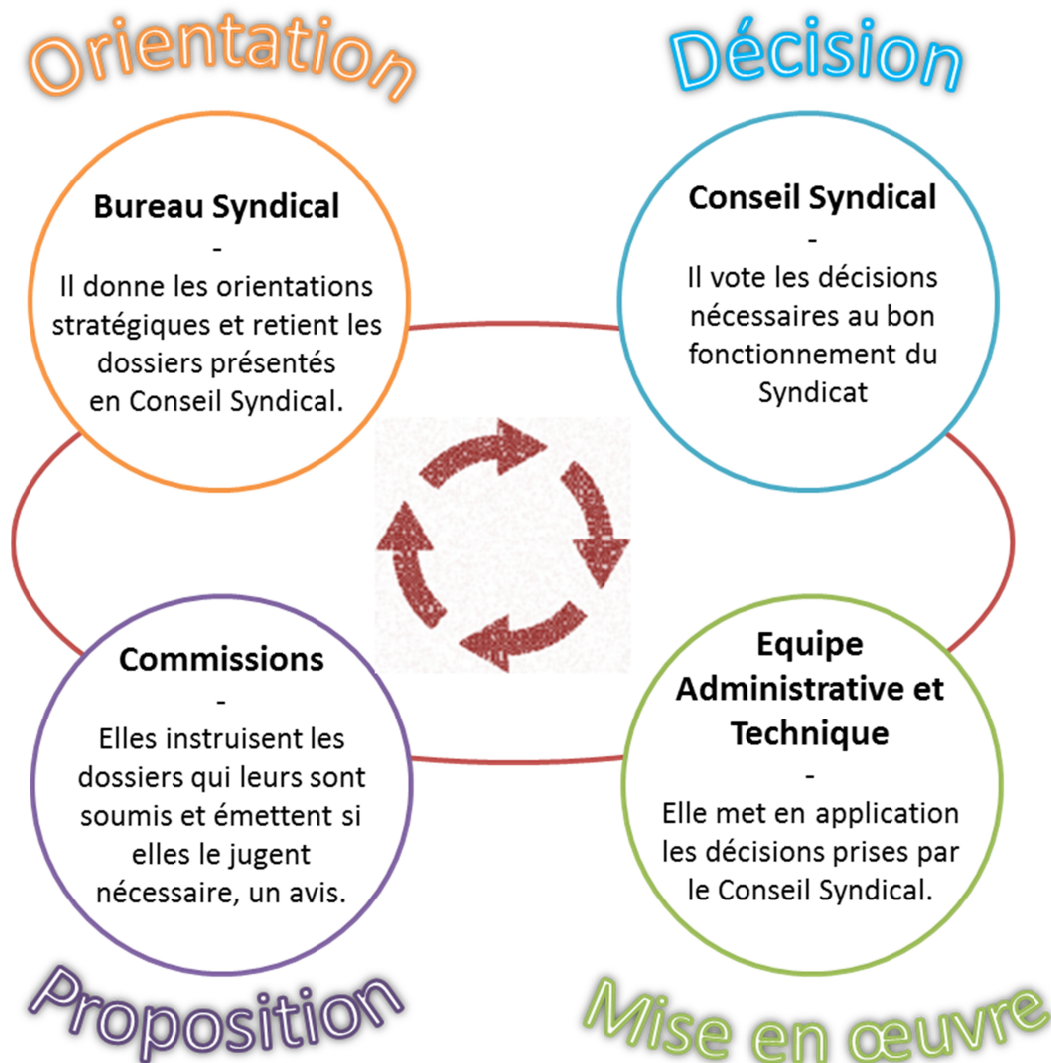 Orientation
Bureau Syndical
-
Il donne les orientations
stratégiques et retient les
dossiers présentés
en Conseil Syndical.
Décision
Conseil Syndical
-
Il vote les décisions
nécessaires au bon
fonctionnement du
Syndicat
Commissions
-
Elles instruisent les
dossiers qui leurs sont
soumis et émettent si
elles le jugent
nécessaire, un avis.
Proposition
Equipe
Administrative et
Technique
-
Elle met en application
les décisions prises par
le Conseil Syndical.
Mise en œuvre